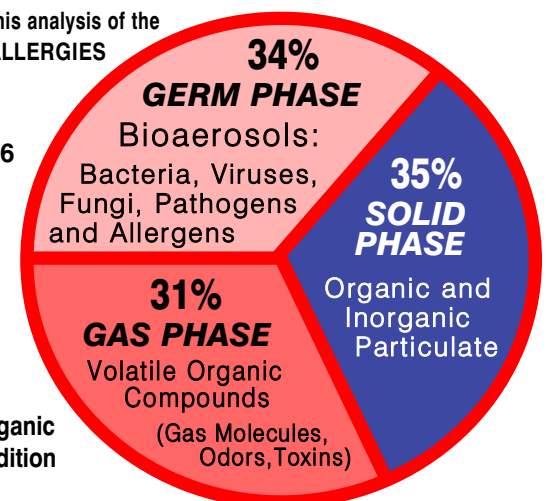 his analysis of the
LLERGIES
6
34%
GERM PHASE
Bioaerosols:
Bacteria, Viruses,
Fungi, Pathogens
and Allergens
35%
SOLID
PHASE
Organic and
Inorganic
Particulate
31%
GAS PHASE
Volatile Organic
Compounds
(Gas Molecules,
Odors,Toxins)
ganic
dition